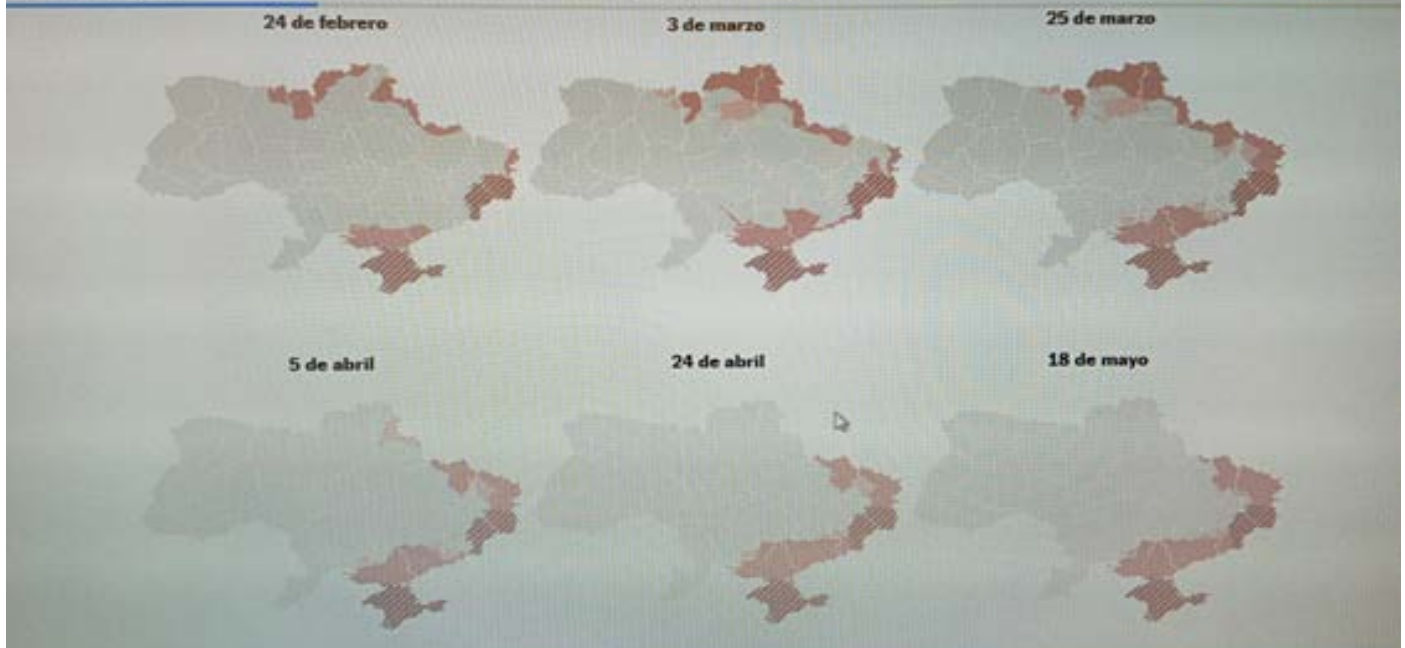 24 de febrero
3 de marzo
25 de marzo
5 de abril
24 de abril
18 de mayo